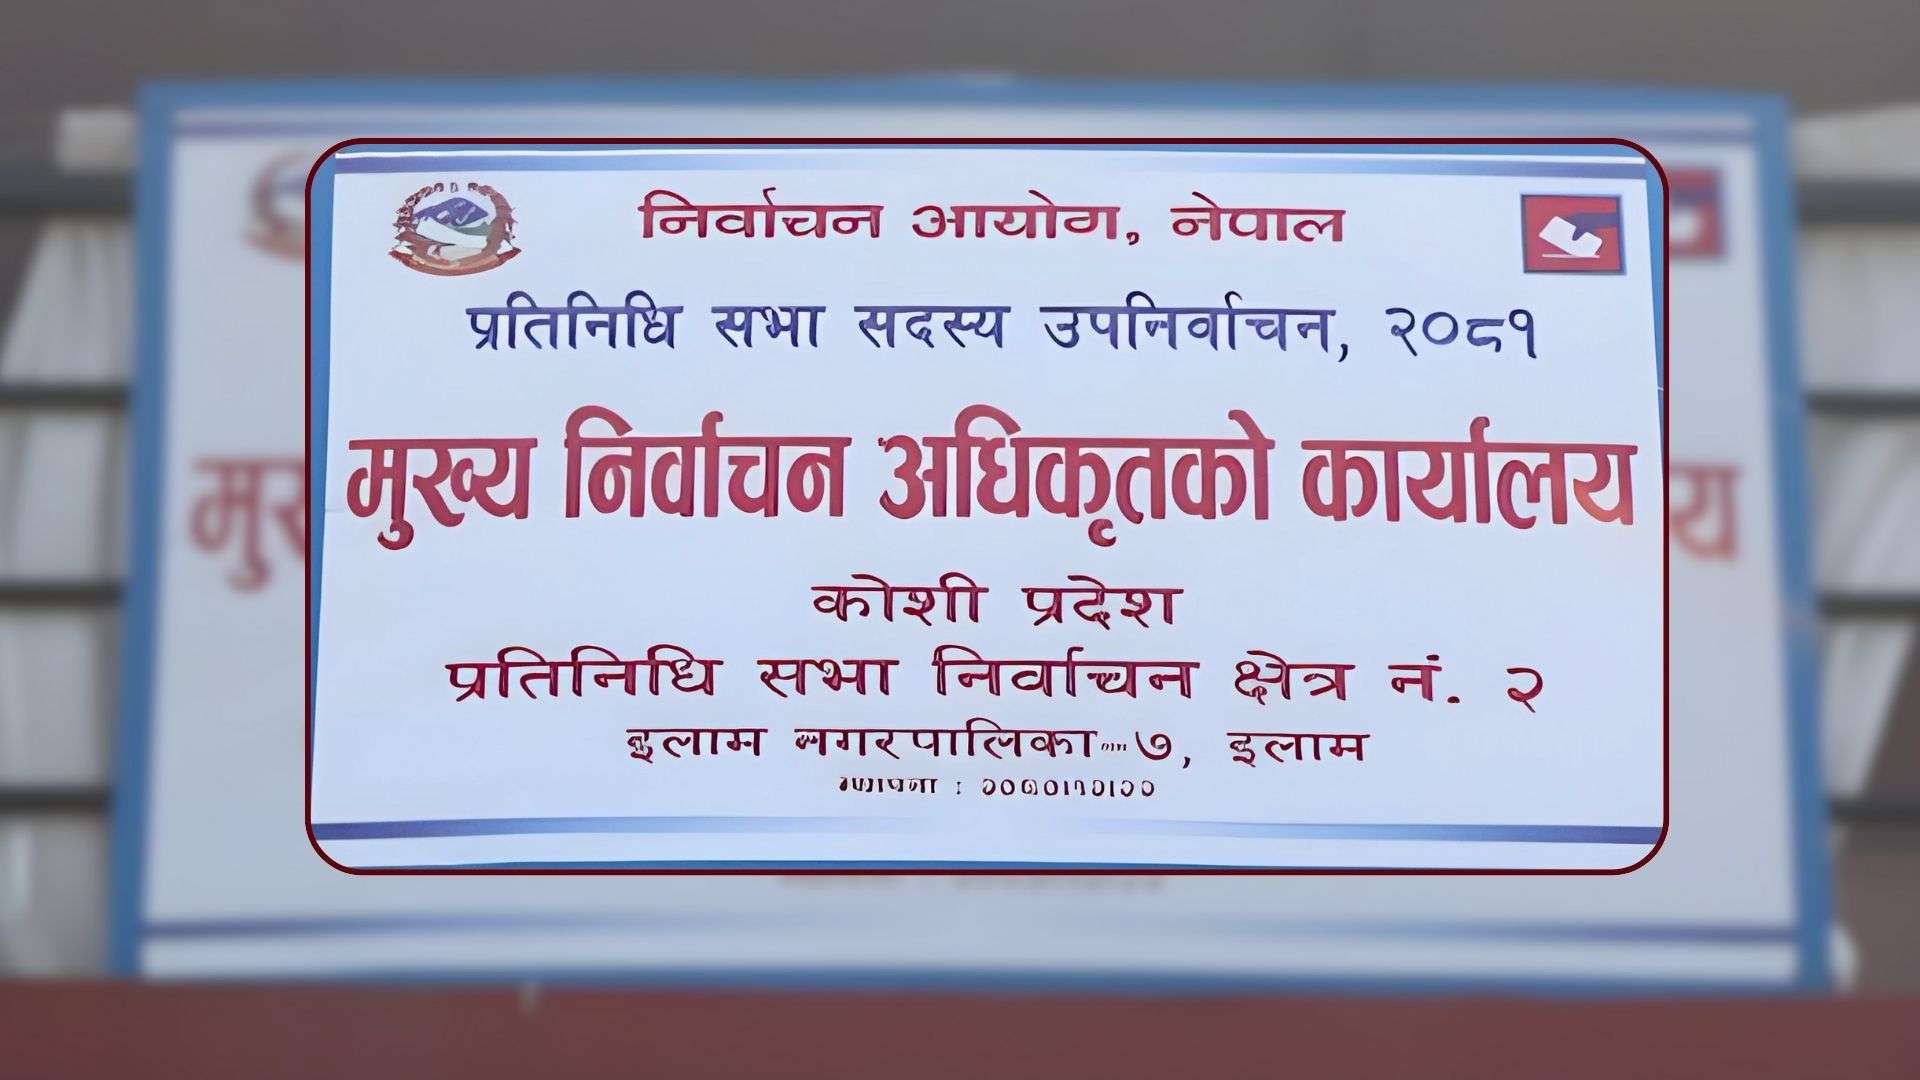 निर्वाचन आयोग, नेपाल
प्रतिनिधि सभा सदस्य उपनिर्वाचन, २०८१
मुख्य निर्वाचन अधिकृतको कार्यालय
कोशी प्रदेश
प्रतिनिधि सभा निर्वाचन क्षेत्र नं. २
इलाम नगरपालिका-७, इलाम